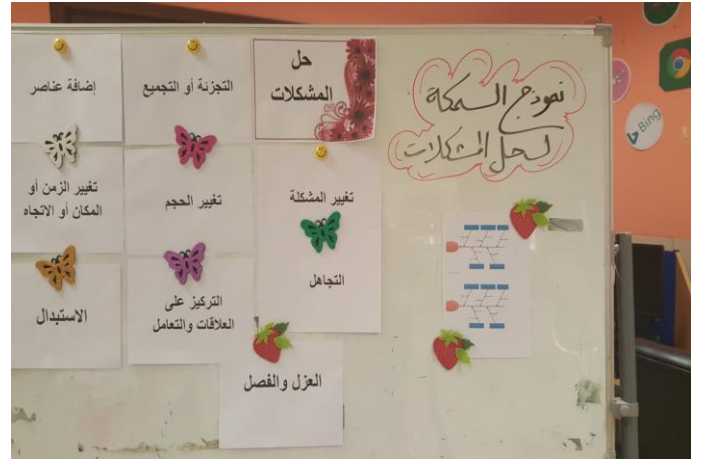 نموذج السمكة
لحل المشكلات
حل
المشكلات
التجزئة أو التجميع
إضافة عناصر
تغيير المشكلة
التجاهل
تغيير الحجم
تغيير الزمن أو
المكان أو الاتجاه
التركيز على
العلاقات والتعامل
الاستبدال
العزل والفصل
Bing